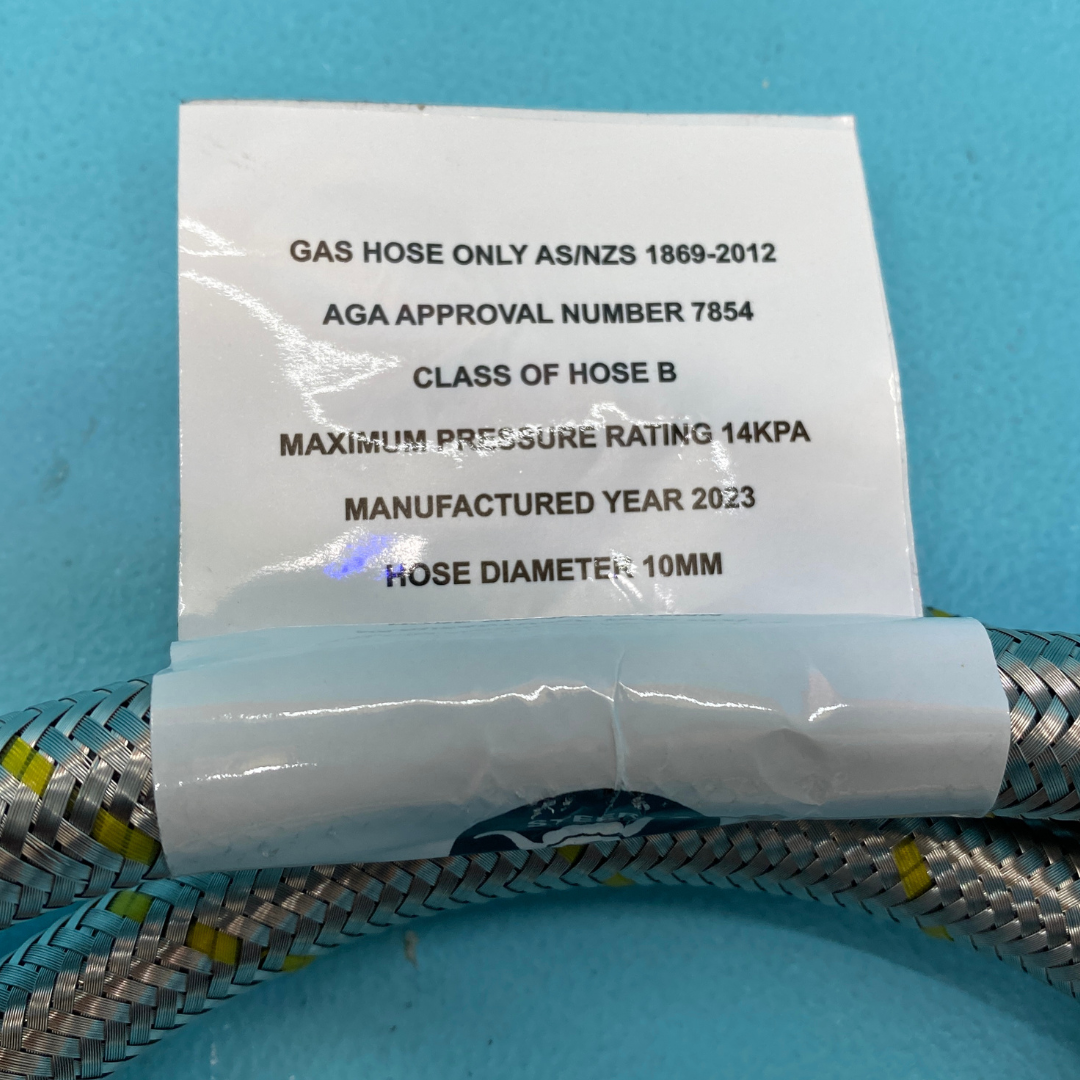 GAS HOSE ONLY AS/NZS 1869-2012
AGA APPROVAL NUMBER 7854
CLASS OF HOSE B
MAXIMUM PRESSURE RATING 14KPA
MANUFACTURED YEAR 2023
HOSE DIAMETER 10MM